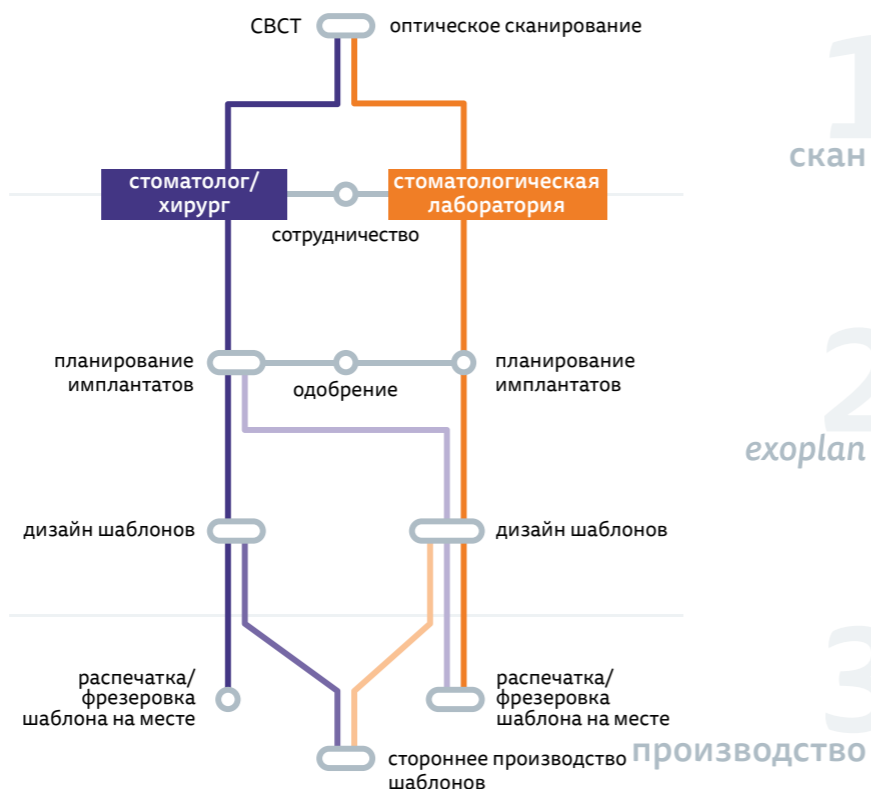 СВСТ
оптическое сканирование
1
скан
стоматолог/
хирург
стоматологическая
лаборатория
сотрудничество
планирование
имплантатов
одобрение
планирование
имплантатов
2
exoplan
дизайн шаблонов
дизайн шаблонов
распечатка/
фрезеровка
шаблона на месте
распечатка/
фрезеровка
шаблона на месте
3
производство
стороннее производство
шаблонов